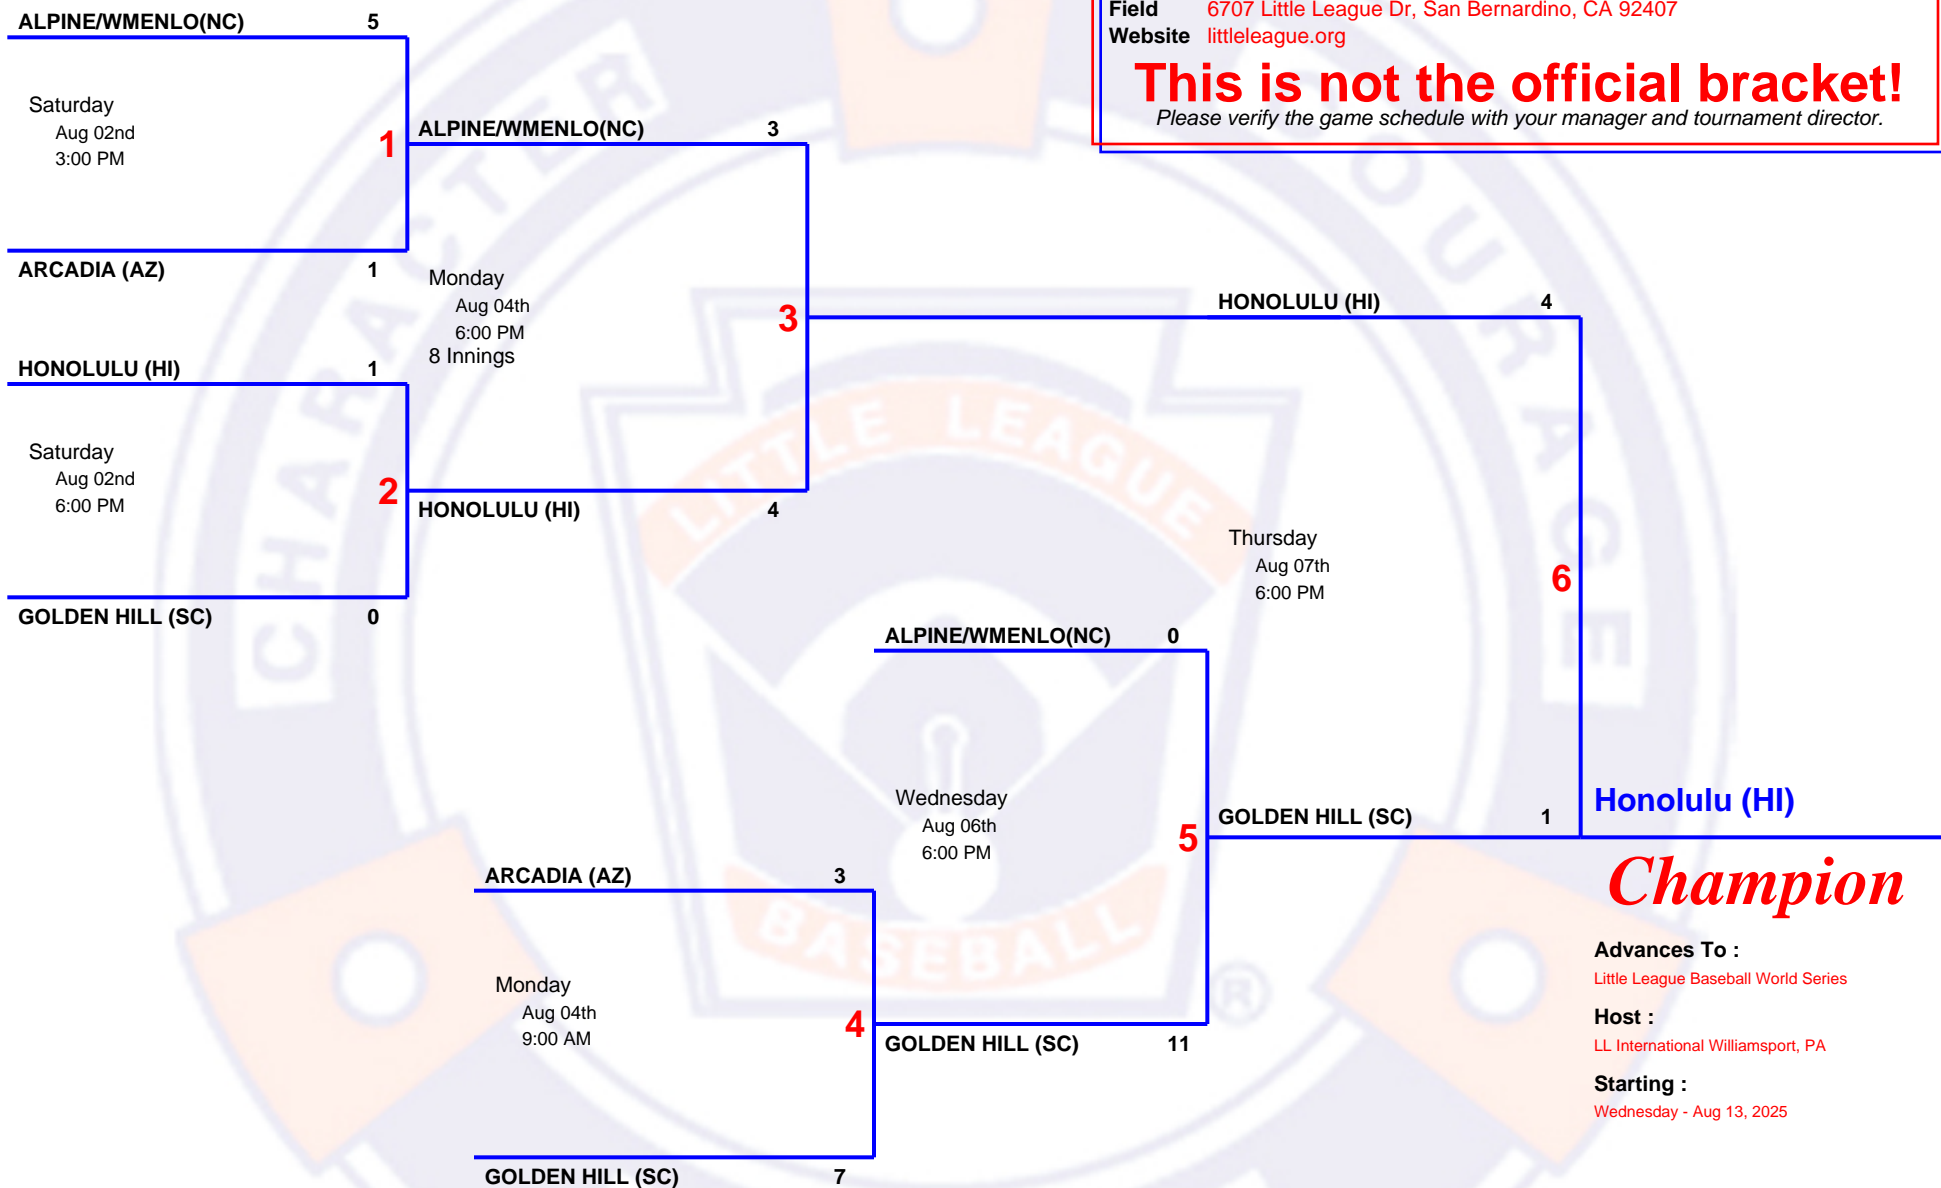 ALPINE/WMENLO(NC) 5
Field 6707 Little League Dr, San Bernardino, CA 92407
Website littleleague.org
This is not the official bracket!
Please verify the game schedule with your manager and tournament director.
Saturday
Aug 02nd
3:00 PM
1
ALPINE/WMENLO(NC) 3
ARCADIA (AZ) 1
Monday
Aug 04th
6:00 PM
8 Innings
3
HONOLULU (HI) 4
HONOLULU (HI) 1
Saturday
Aug 02nd
6:00 PM
2
HONOLULU (HI) 4
GOLDEN HILL (SC) 0
Thursday
Aug 07th
6:00 PM
6
ALPINE/WMENLO(NC) 0
Wednesday
Aug 06th
6:00 PM
5
GOLDEN HILL (SC) 1
Honolulu (HI)
Champion
ARCADIA (AZ) 3
Monday
Aug 04th
9:00 AM
4
GOLDEN HILL (SC) 11
GOLDEN HILL (SC) 7
Advances To :
Little League Baseball World Series
Host :
LL International Williamsport, PA
Starting :
Wednesday - Aug 13, 2025
CHARACTER
COURAGE
LITTLE LEAGUE
BASEBALL
®